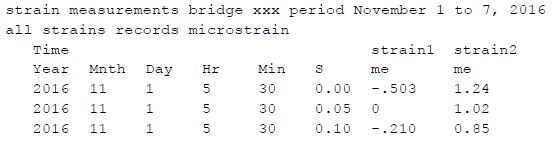 strain measurements bridge xxx period November 1 to 7, 2016
all strains records microstrain
Time strain1 strain2
Year Mnth Day Hr Min S me me
2016 11 1 5 30 0.00 -.503 1.24
2016 11 1 5 30 0.05 0 1.02
2016 11 1 5 30 0.10 -.210 0.85